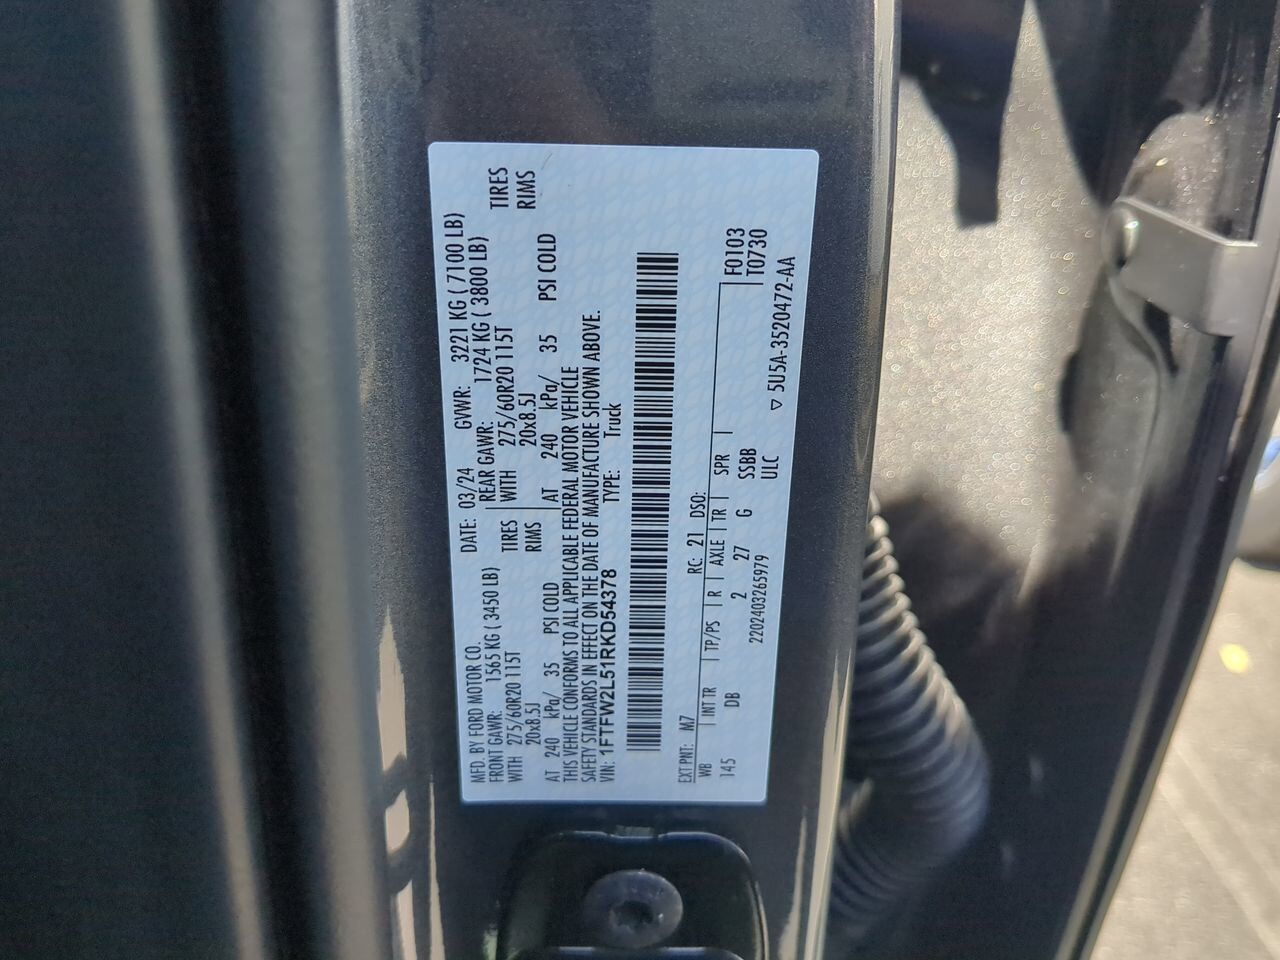 MFD. BY FORD MOTOR CO. DATE: 03/24 GVWR: 3221 KG ( 7100 LB)
FRONT GAWR: 1565 KG ( 3450 LB) REAR GAWR: 1724 KG ( 3800 LB)
WITH 275/60R20 115T TIRES WITH 275/60R20 115T TIRES
20x8.5J RIMS 20x8.5J RIMS
AT 240 kPa/ 35 PSI COLD AT 240 kPa/ 35 PSI COLD
THIS VEHICLE CONFORMS TO ALL APPLICABLE FEDERAL MOTOR VEHICLE
SAFETY STANDARDS IN EFFECT ON THE DATE OF MANUFACTURE SHOWN ABOVE.
VIN: 1FTFW2L51RKD54378 TYPE: Truck
EXT PNT: M7 RC: 21 DSO:
WB INT TR TP/PS R AXLE TR SPR F0103
145 DB 2 27 G SSBB T0730
ULC
2202403265979 ▽ 5U5A-3520472-AA